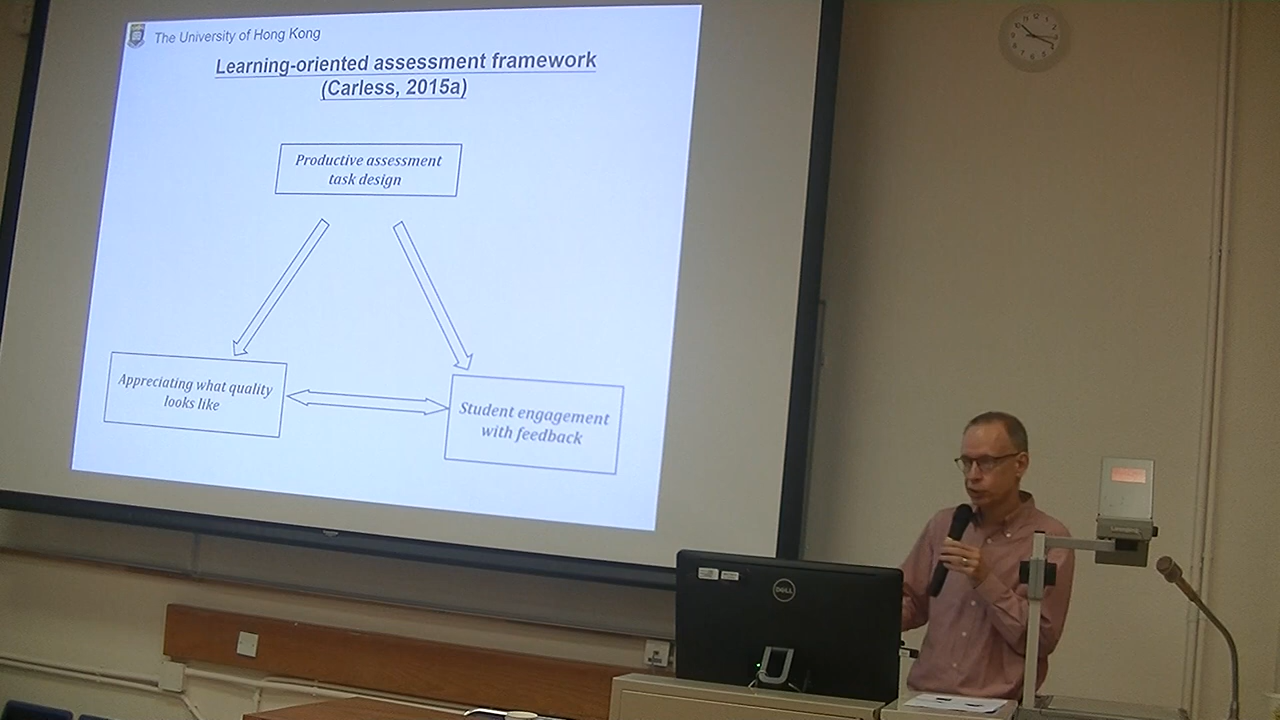 The University of Hong Kong
Learning-oriented assessment framework
(Carless, 2015a)
Productive assessment
task design
Appreciating what quality
looks like
Student engagement
with feedback
DELL